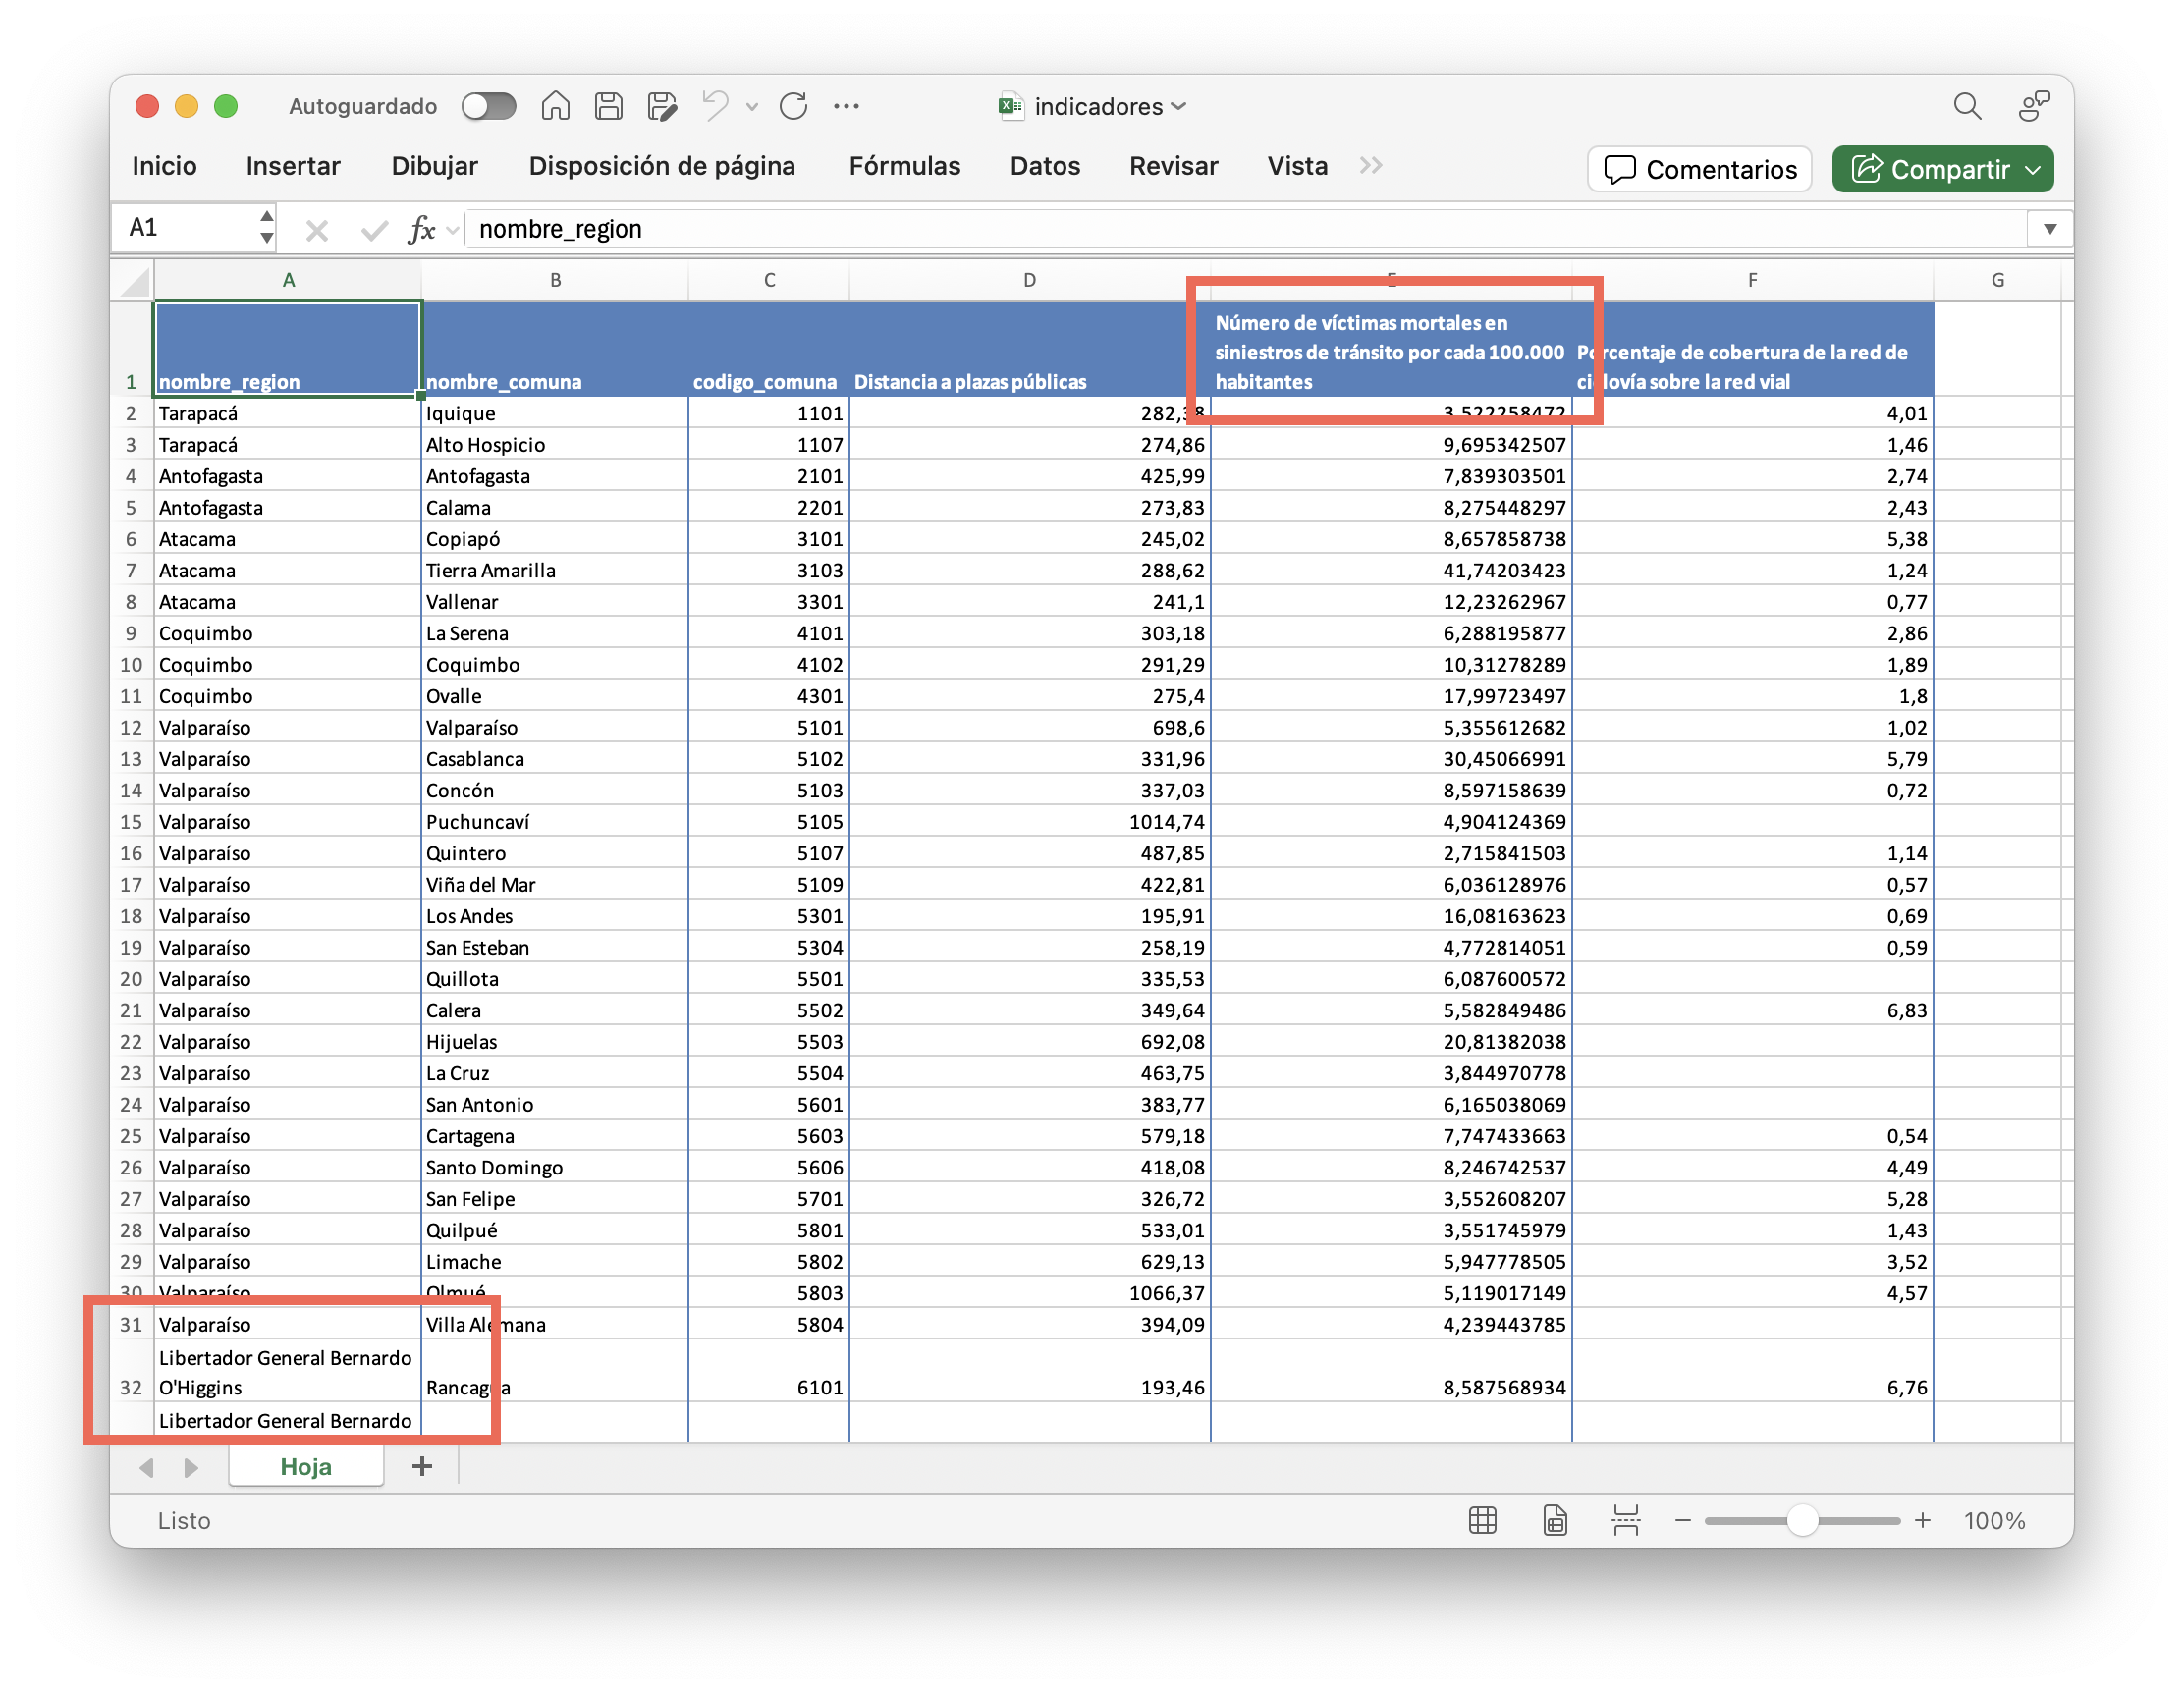 Autoguardado
indicadores
Inicio Insertar Dibujar Disposición de página Fórmulas Datos Revisar Vista >> Comentarios Compartir
A1 fx nombre_region
A B C D E F G
1 nombre_region nombre_comuna codigo_comuna Distancia a plazas públicas Número de víctimas mortales en siniestros de tránsito por cada 100.000 habitantes Porcentaje de cobertura de la red de ciclovía sobre la red vial
2 Tarapacá Iquique 1101 282,38 3,522258472 4,01
3 Tarapacá Alto Hospicio 1107 274,86 9,695342507 1,46
4 Antofagasta Antofagasta 2101 425,99 7,839303501 2,74
5 Antofagasta Calama 2201 273,83 8,275448297 2,43
6 Atacama Copiapó 3101 245,02 8,657858738 5,38
7 Atacama Tierra Amarilla 3103 288,62 41,74203423 1,24
8 Atacama Vallenar 3301 241,1 12,23262967 0,77
9 Coquimbo La Serena 4101 303,18 6,288195877 2,86
10 Coquimbo Coquimbo 4102 291,29 10,31278289 1,89
11 Coquimbo Ovalle 4301 275,4 17,99723497 1,8
12 Valparaíso Valparaíso 5101 698,6 5,355612682 1,02
13 Valparaíso Casablanca 5102 331,96 30,45066991 5,79
14 Valparaíso Concón 5103 337,03 8,597158639 0,72
15 Valparaíso Puchuncaví 5105 1014,74 4,904124369
16 Valparaíso Quintero 5107 487,85 2,715841503 1,14
17 Valparaíso Viña del Mar 5109 422,81 6,036128976 0,57
18 Valparaíso Los Andes 5301 195,91 16,08163623 0,69
19 Valparaíso San Esteban 5304 258,19 4,772814051 0,59
20 Valparaíso Quillota 5501 335,53 6,087600572
21 Valparaíso Calera 5502 349,64 5,582849486 6,83
22 Valparaíso Hijuelas 5503 692,08 20,81382038
23 Valparaíso La Cruz 5504 463,75 3,844970778
24 Valparaíso San Antonio 5601 383,77 6,165038069
25 Valparaíso Cartagena 5603 579,18 7,747433663 0,54
26 Valparaíso Santo Domingo 5606 418,08 8,246742537 4,49
27 Valparaíso San Felipe 5701 326,72 3,552608207 5,28
28 Valparaíso Quilpué 5801 533,01 3,551745979 1,43
29 Valparaíso Limache 5802 629,13 5,947778505 3,52
30 Valparaíso Olmué 5803 1066,37 5,119017149 4,57
31 Valparaíso Villa Alemana 5804 394,09 4,239443785
32 Libertador General Bernardo O'Higgins Rancagua 6101 193,46 8,587568934 6,76
Libertador General Bernardo
Hoja +
Listo 100%